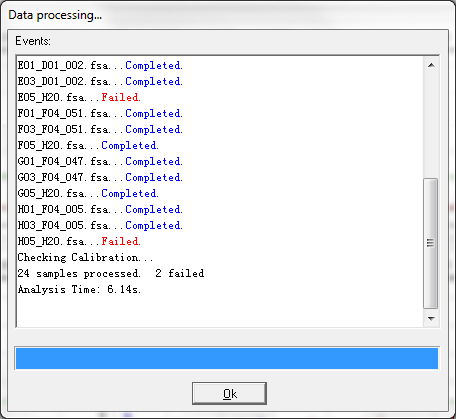 Data processing...
Events:
E01_D01_002.fsa...Completed.
E03_D01_002.fsa...Completed.
E05_H20.fsa...Failed.
F01_F04_051.fsa...Completed.
F03_F04_051.fsa...Completed.
F05_H20.fsa...Completed.
G01_F04_047.fsa...Completed.
G03_F04_047.fsa...Completed.
G05_H20.fsa...Completed.
H01_F04_005.fsa...Completed.
H03_F04_005.fsa...Completed.
H05_H20.fsa...Failed.
Checking Calibration...
24 samples processed.  2 failed
Analysis Time: 6.14s.
Ok